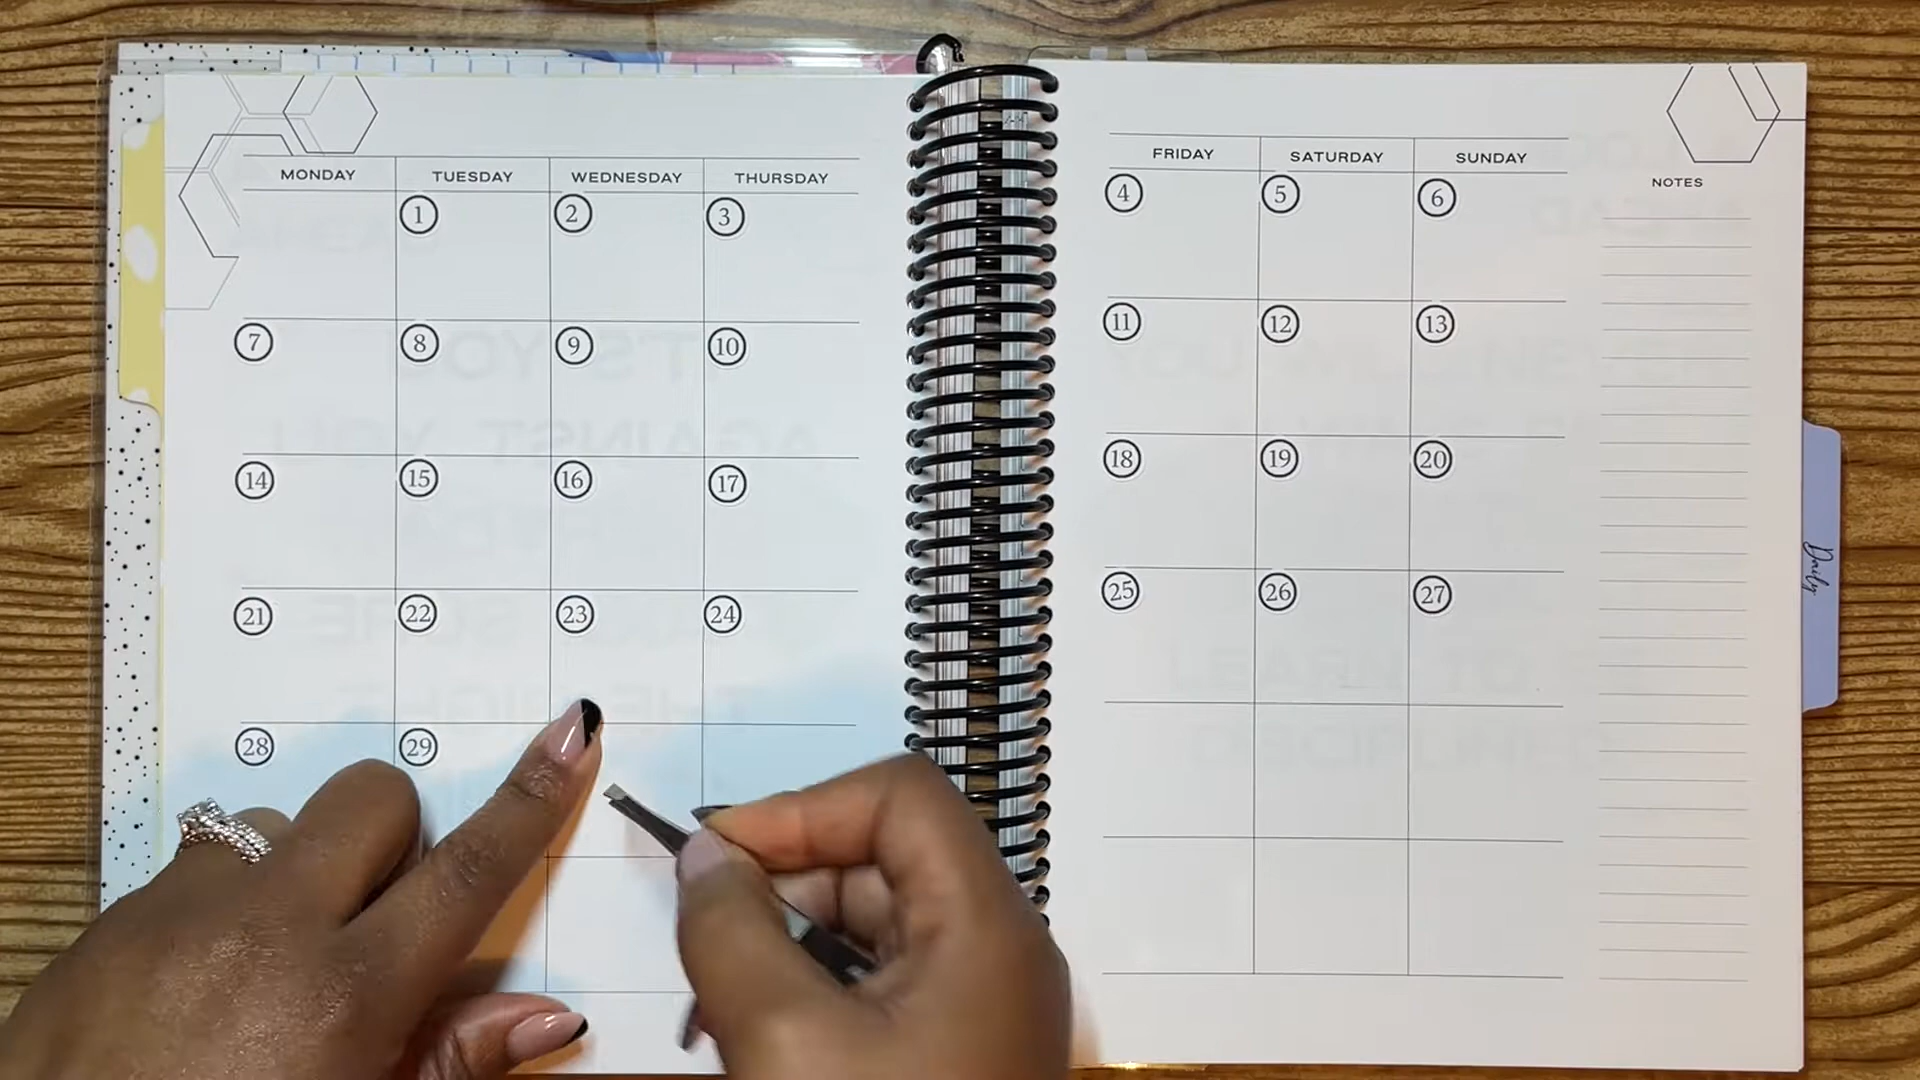 MONDAY TUESDAY WEDNESDAY THURSDAY
1 2 3
7 8 9 10
14 15 16 17
21 22 23 24
28 29
FRIDAY SATURDAY SUNDAY
4 5 6
11 12 13
18 19 20
25 26 27
NOTES
Daily